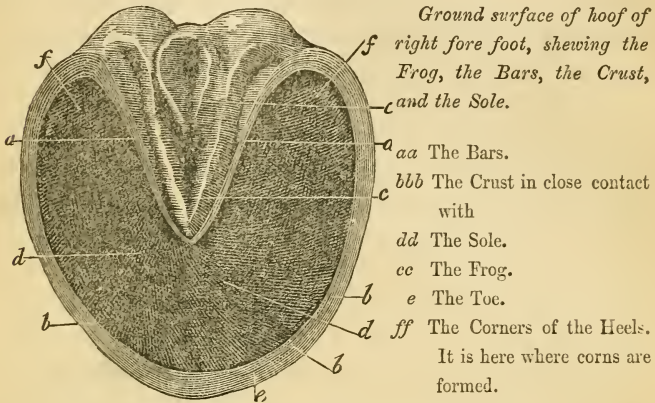 Ground surface of hoof of
right fore foot, shewing the
Frog, the Bars, the Crust,
and the Sole.
aa The Bars.
bbb The Crust in close contact
with
dd The Sole.
cc The Frog.
e The Toe.
ff The Corners of the Heels.
It is here where corns are
formed.
f
f
c
a
a
c
d
b
b
d
b
e